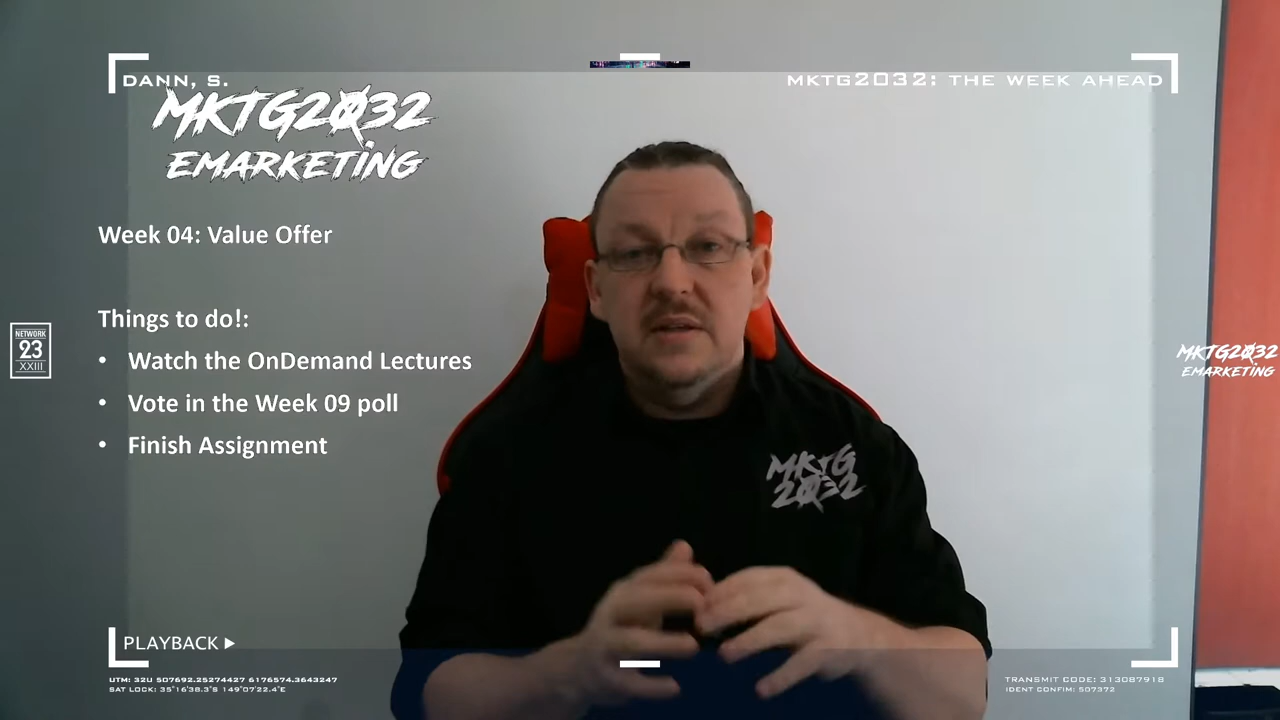 DANN, S.
MKTG2032: THE WEEK AHEAD
MKTG2032
EMARKETING
Week 04: Value Offer
Things to do!:
• Watch the OnDemand Lectures
• Vote in the Week 09 poll
• Finish Assignment
NETWORK
23
XXIII
MKTG2032
EMARKETING
MKTG
2032
PLAYBACK
UTM: 32U 507692.25274427 6176574.3643247
SAT LOCK: 35°16'38.3"S 149°07'22.4"E
TRANSMIT CODE: 313087918
IDENT CONFIM: 507372